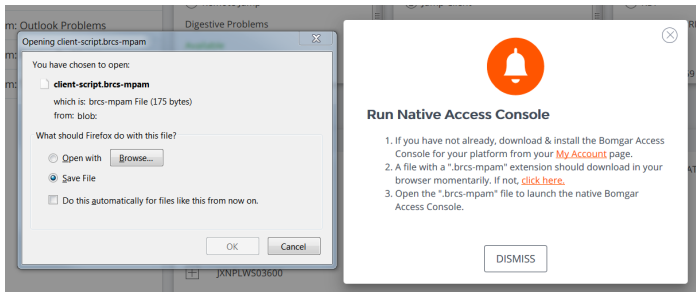 m: Outlook Problems
Digestive Problems
Opening client-script.brcs-mpam
You have chosen to open:
client-script.brcs-mpam
which is: brcs-mpam File (175 bytes)
from: blob:
What should Firefox do with this file?
Open with
Browse...
Save File
Do this automatically for files like this from now on.
OK
Cancel
Run Native Access Console
1. If you have not already, download & install the Bomgar Access
Console for your platform from your My Account page.
2. A file with a ".brcs-mpam" extension should download in your
browser momentarily. If not, click here.
3. Open the ".brcs-mpam" file to launch the native Bomgar
Access Console.
DISMISS
JXNPLWS03600